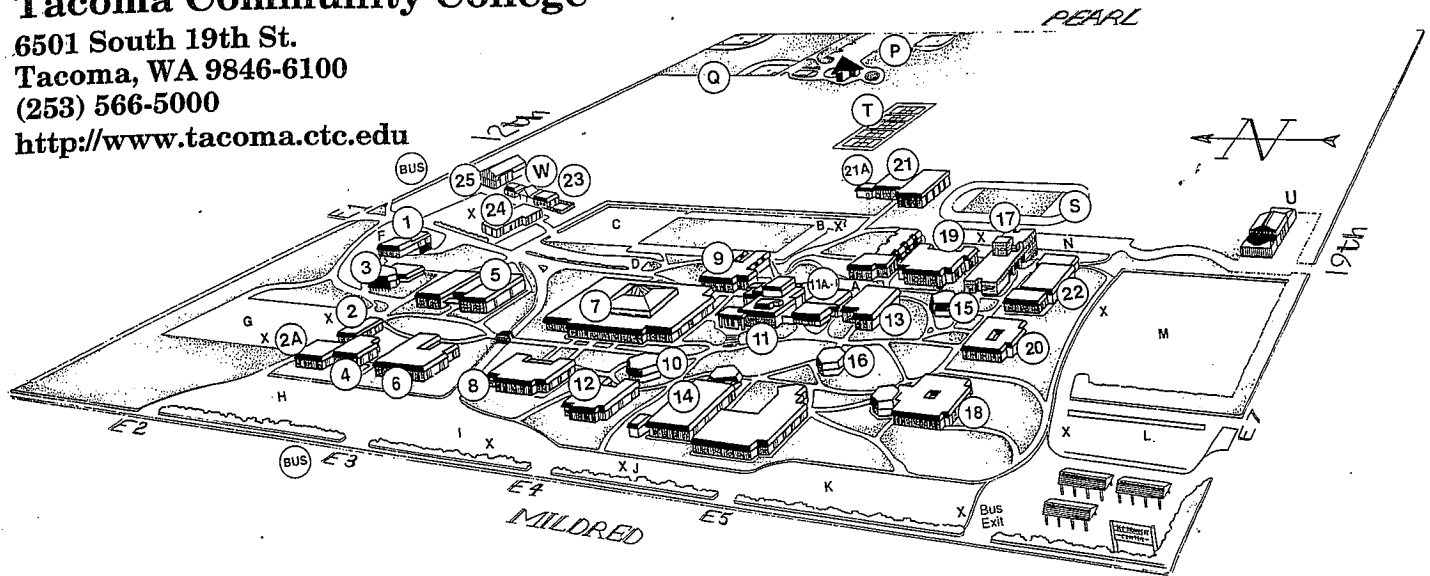 Tacoma Community College
6501 South 19th St.
Tacoma, WA 9846-6100
(253) 566-5000
http://www.tacoma.ctc.edu
PEARL
P
Q
12th
T
N
BUS
25
W
23
21A
21
E1
X
24
S
U
F
1
C
B
X
17
X
N
19th
3
D
9
19
5
11A
A
22
G
X
2
7
15
X
M
X
2A
11
13
20
4
6
8
10
16
12
14
18
H
I
X
X
J
K
X
L
E7
E2
BUS
E3
E4
E5
X
Bus
Exit
MILDRED
TRANSIT
CENTER